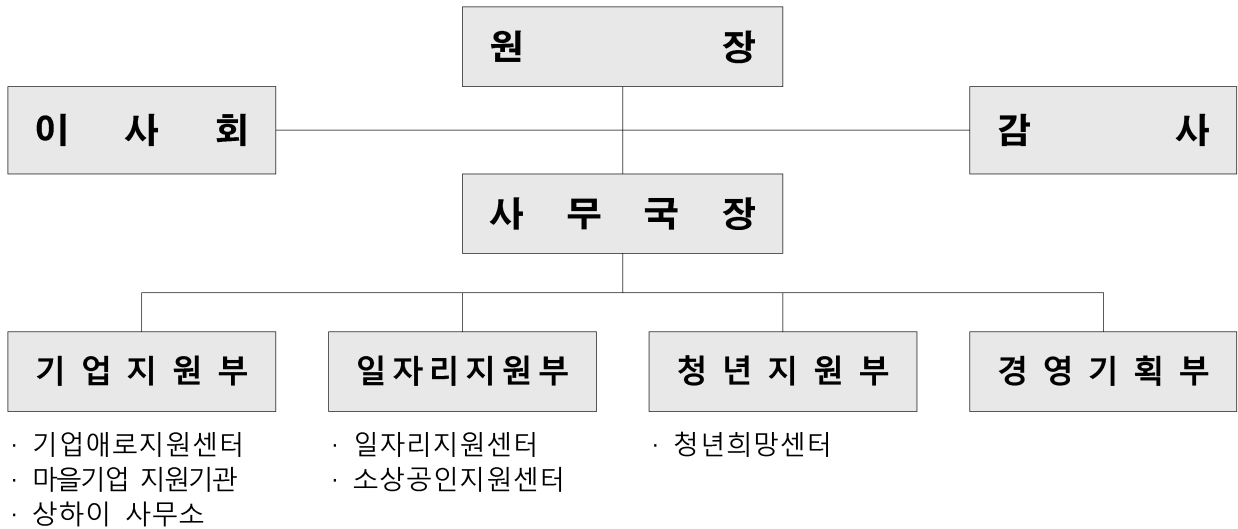 원 장
이 사 회
감 사
사 무 국 장
기 업 지 원 부
일자리지원부
청 년 지 원 부
경 영 기 획 부
· 기업애로지원센터
· 마을기업 지원기관
· 상하이 사무소
· 일자리지원센터
· 소상공인지원센터
· 청년희망센터